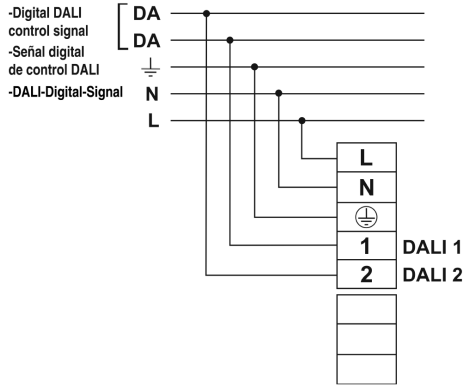 -Digital DALI
control signal
-Señal digital
de control DALI
-DALI-Digital-Signal
DA
DA
N
L
L
N
1 DALI 1
2 DALI 2